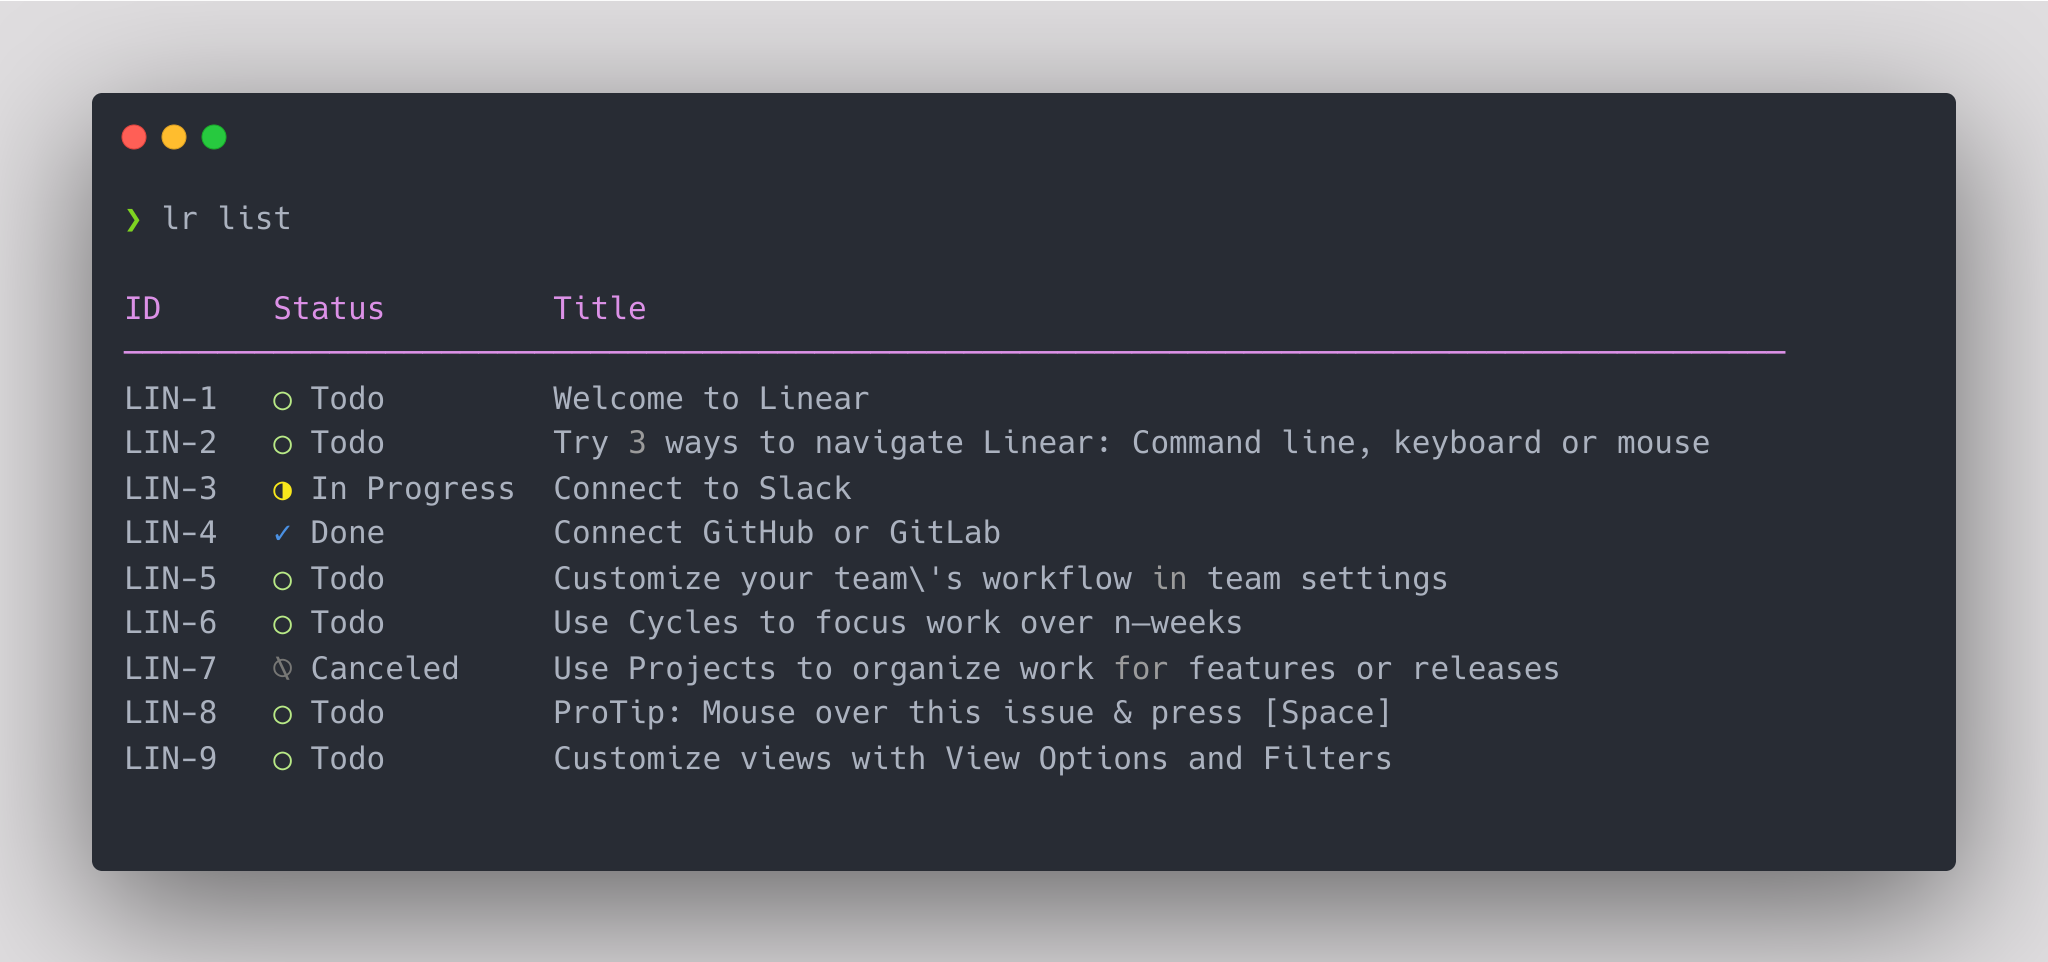 ❯ lr list
ID Status Title
LIN-1 ○ Todo Welcome to Linear
LIN-2 ○ Todo Try 3 ways to navigate Linear: Command line, keyboard or mouse
LIN-3 ◑ In Progress Connect to Slack
LIN-4 ✓ Done Connect GitHub or GitLab
LIN-5 ○ Todo Customize your team\'s workflow in team settings
LIN-6 ○ Todo Use Cycles to focus work over n–weeks
LIN-7 ⍉ Canceled Use Projects to organize work for features or releases
LIN-8 ○ Todo ProTip: Mouse over this issue & press [Space]
LIN-9 ○ Todo Customize views with View Options and Filters